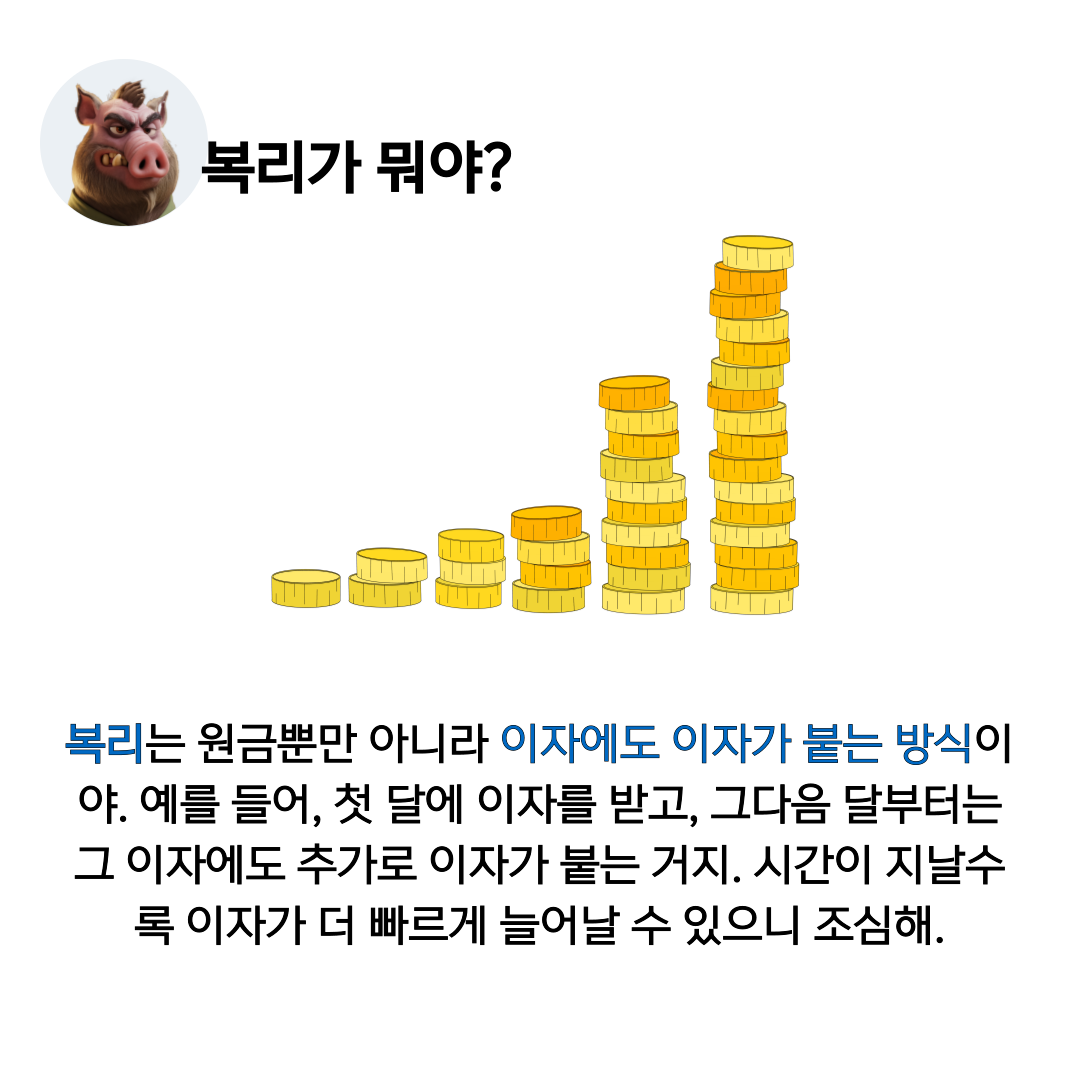 복리가 뭐야?
복리는 원금뿐만 아니라 이자에도 이자가 붙는 방식이
야. 예를 들어, 첫 달에 이자를 받고, 그다음 달부터는
그 이자에도 추가로 이자가 붙는 거지. 시간이 지날수
록 이자가 더 빠르게 늘어날 수 있으니 조심해.